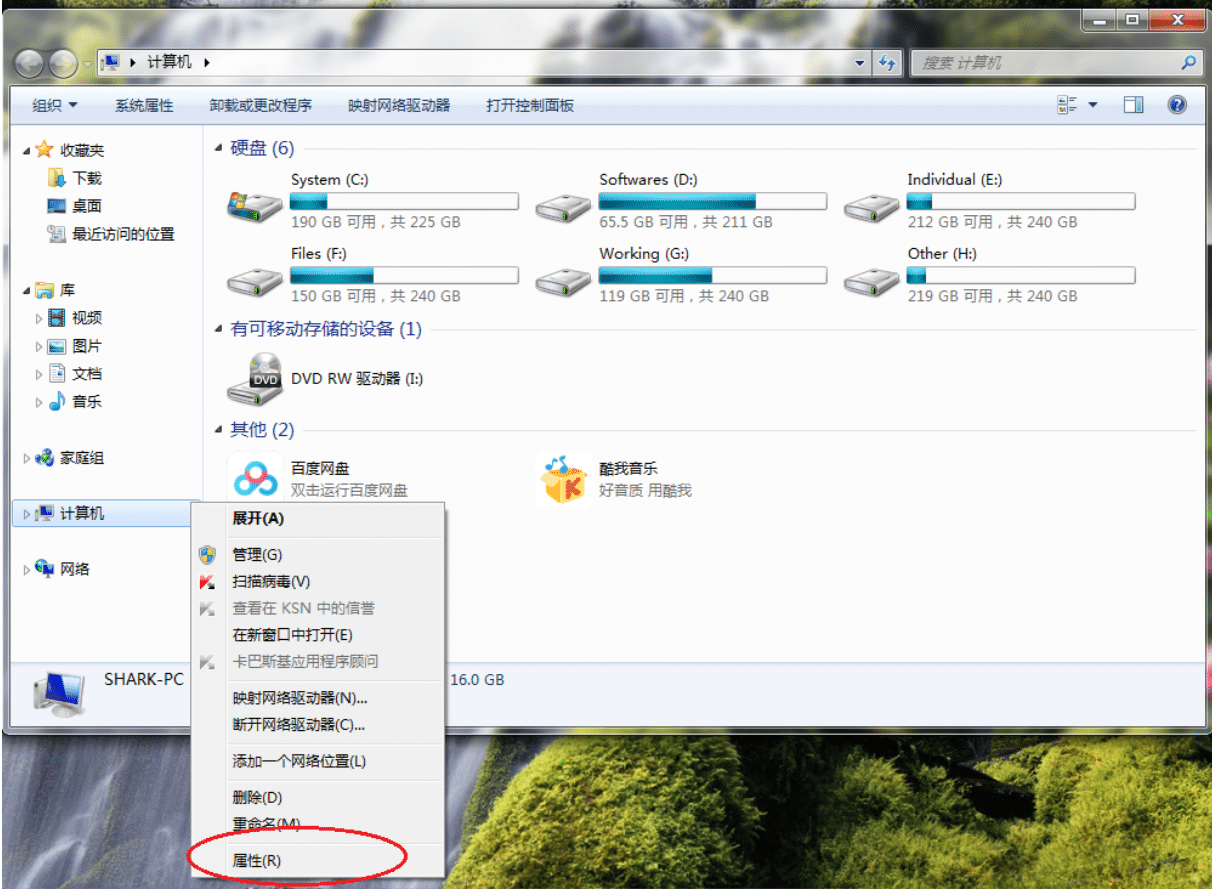 计算机
搜索 计算机
组织 系统属性 卸载或更改程序 映射网络驱动器 打开控制面板
收藏夹
下载
桌面
最近访问的位置
库
视频
图片
文档
音乐
家庭组
计算机
网络
硬盘 (6)
System (C:)
190 GB 可用，共 225 GB
Softwares (D:)
65.5 GB 可用，共 211 GB
Individual (E:)
212 GB 可用，共 240 GB
Files (F:)
150 GB 可用，共 240 GB
Working (G:)
119 GB 可用，共 240 GB
Other (H:)
219 GB 可用，共 240 GB
有可移动存储的设备 (1)
DVD
DVD RW 驱动器 (I:)
其他 (2)
百度网盘
双击运行百度网盘
K
酷我音乐
好音质 用酷我
展开(A)
管理(G)
扫描病毒(V)
查看在 KSN 中的信誉
在新窗口中打开(E)
卡巴斯基应用程序顾问
映射网络驱动器(N)...
断开网络驱动器(C)...
添加一个网络位置(L)
删除(D)
重命名(M)
属性(R)
SHARK-PC
16.0 GB